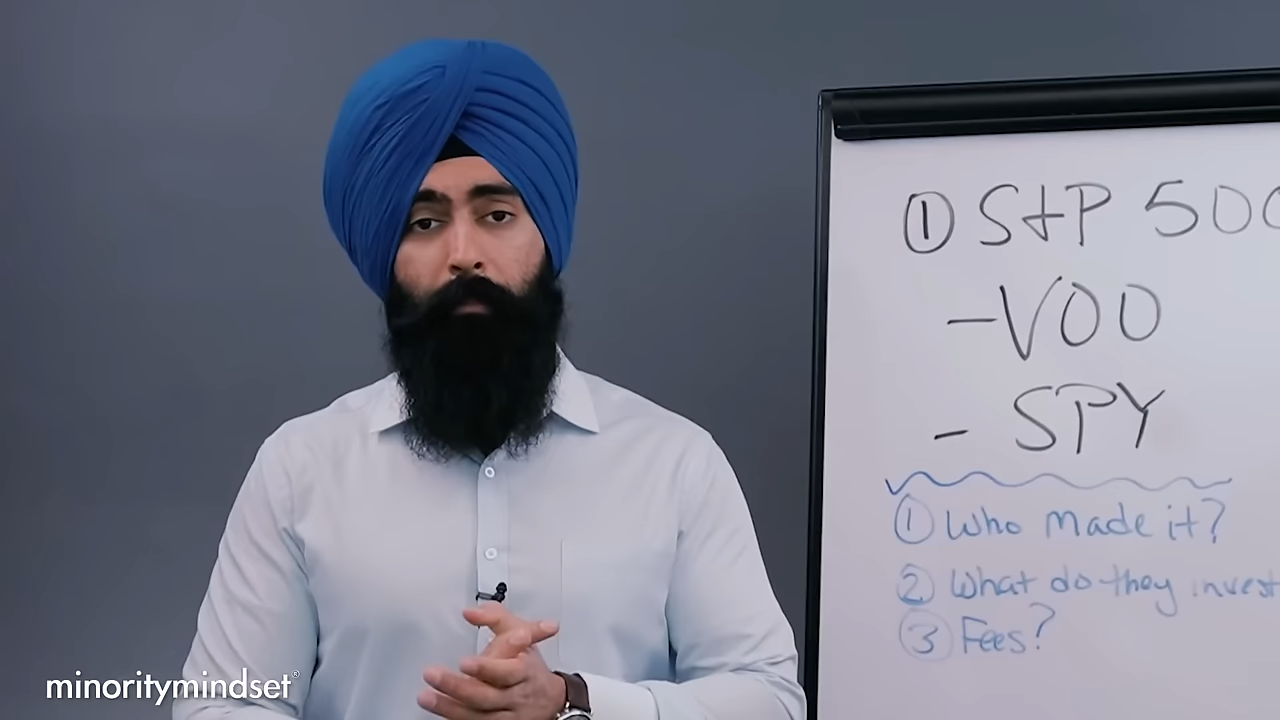 ① S+P 500
- VOO
- SPY
① Who made it?
② What do they invest
③ Fees?
minoritymindset®